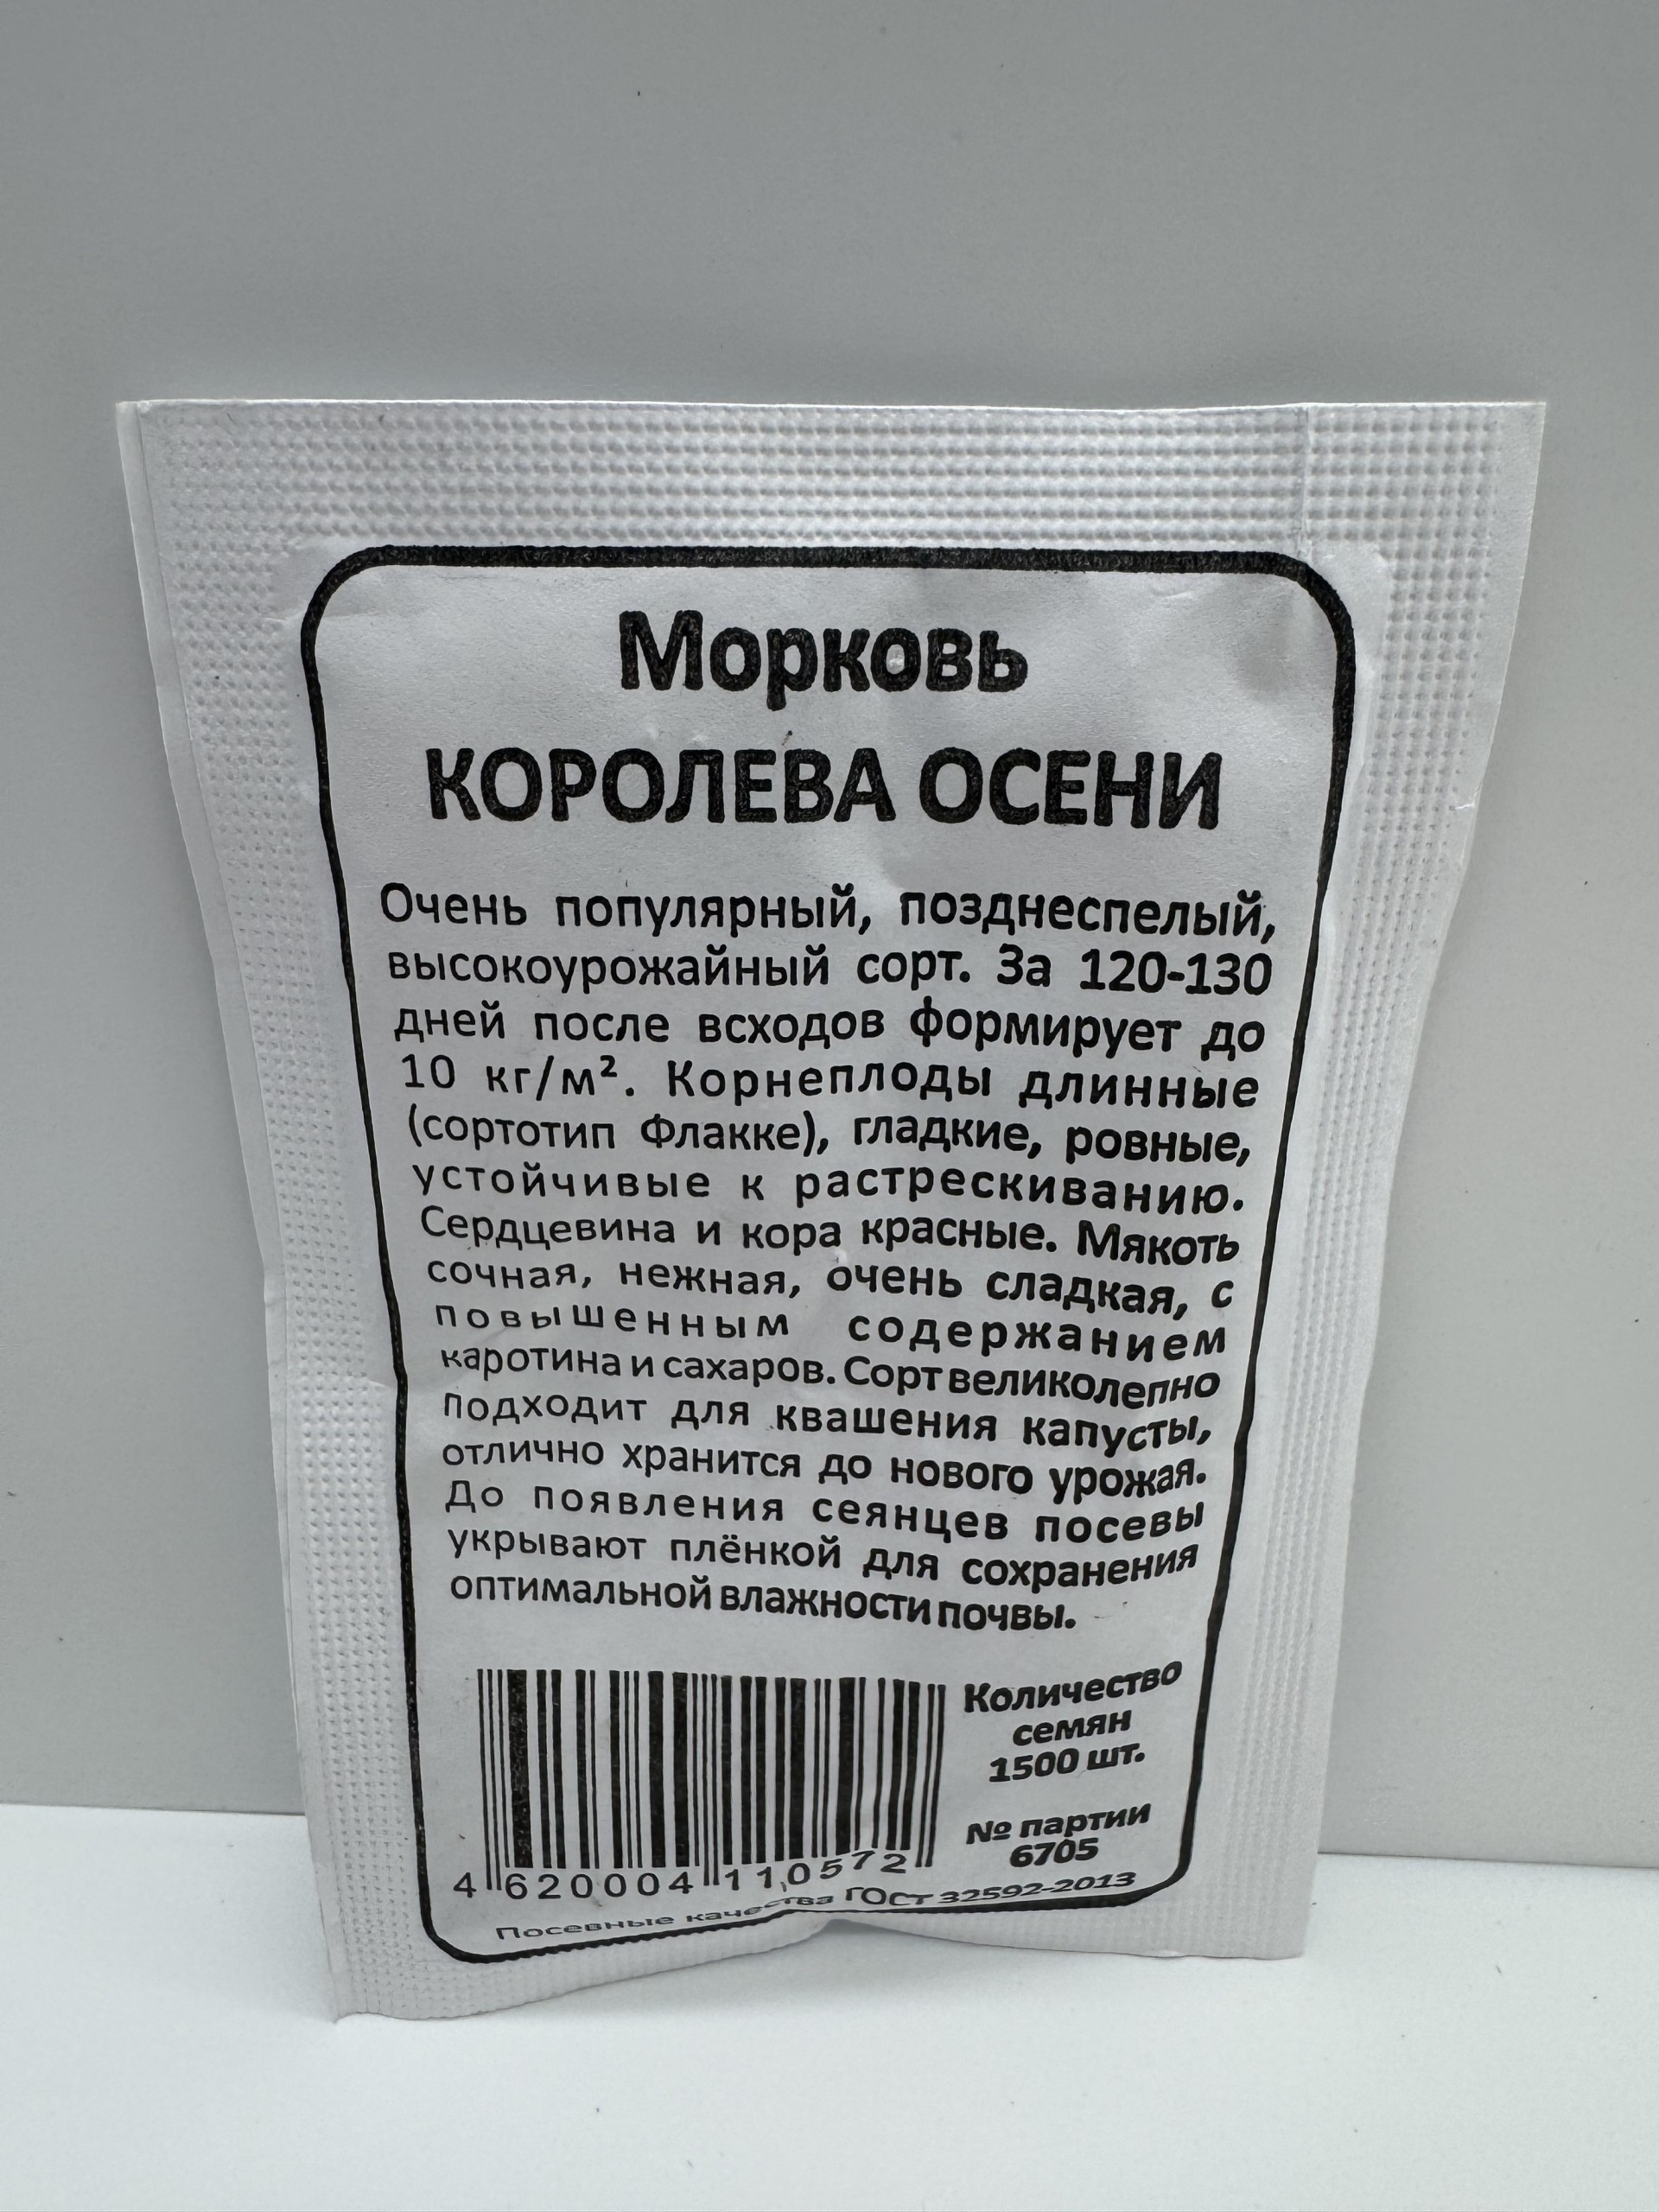 Морковь
КОРОЛЕВА ОСЕНИ
Очень популярный, позднеспелый,
высокоурожайный сорт. За 120-130
дней после всходов формирует до
10 кг/м². Корнеплоды длинные
(сортотип Флакке), гладкие, ровные,
устойчивые к растрескиванию.
Сердцевина и кора красные. Мякоть
сочная, нежная, очень сладкая, с
повышенным содержанием
каротина и сахаров. Сорт великолепно
подходит для квашения капусты,
отлично хранится до нового урожая.
До появления сеянцев посевы
укрывают плёнкой для сохранения
оптимальной влажности почвы.
Количество
семян
1500 шт.
№ партии
6705
4 620004 110572
Посевные качества ГОСТ 32592-2013